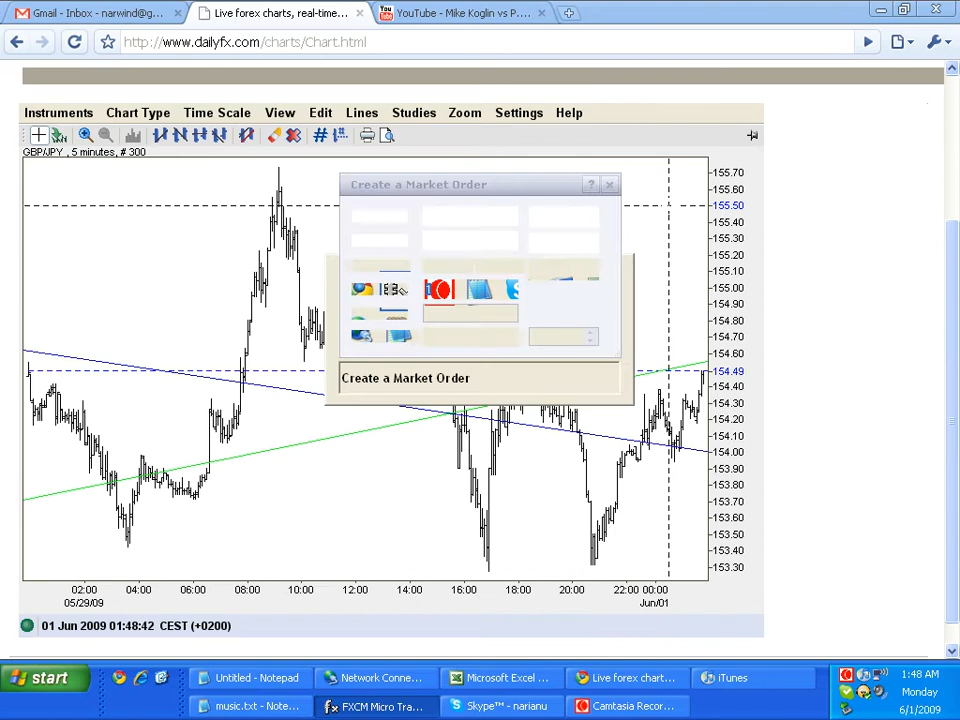 Gmail - Inbox - narwind@g...
Live forex charts, real-time...
YouTube - Mike Koglin vs P....
http://www.dailyfx.com/charts/Chart.html
Instruments Chart Type Time Scale View Edit Lines Studies Zoom Settings Help
GBP/JPY , 5 minutes, # 300
Create a Market Order
Create a Market Order
155.70
155.60
155.50
155.40
155.30
155.20
155.10
155.00
154.90
154.80
154.70
154.60
154.49
154.40
154.30
154.20
154.10
154.00
153.90
153.80
153.70
153.60
153.50
153.40
153.30
02:00 04:00 06:00 08:00 10:00 12:00 14:00 16:00 18:00 20:00 22:00 00:00
05/29/09 Jun/01
01 Jun 2009 01:48:42 CEST (+0200)
start
Untitled - Notepad
Network Conne...
Microsoft Excel ...
Live forex chart...
iTunes
1:48 AM
music.txt - Note...
FXCM Micro Tra...
Skype™ - narianu
Camtasia Recor...
Monday
6/1/2009